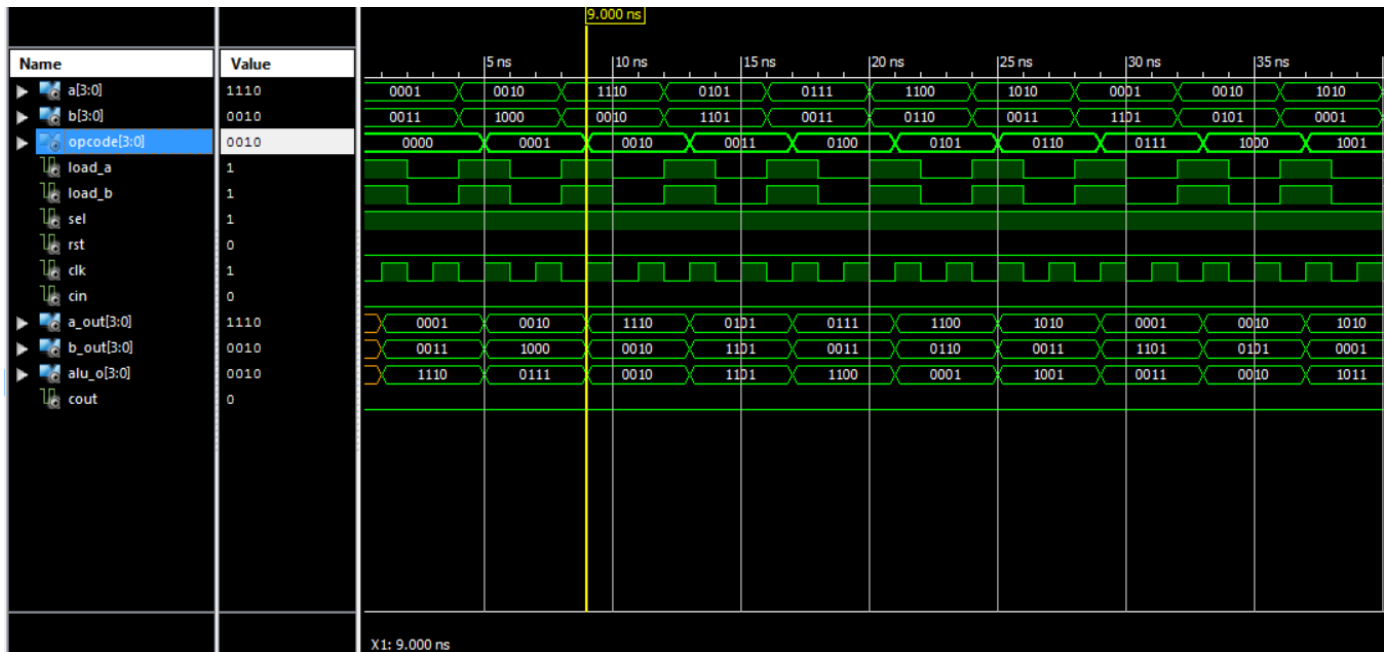 9.000 ns
Name Value 5 ns 10 ns 15 ns 20 ns 25 ns 30 ns 35 ns
a[3:0] 1110 0001 0010 1110 0101 0111 1100 1010 0001 0010 1010
b[3:0] 0010 0011 1000 0010 1101 0011 0110 0011 1101 0101 0001
opcode[3:0] 0010 0000 0001 0010 0011 0100 0101 0110 0111 1000 1001
load_a 1
load_b 1
sel 1
rst 0
clk 1
cin 0
a_out[3:0] 1110 0001 0010 1110 0101 0111 1100 1010 0001 0010 1010
b_out[3:0] 0010 0011 1000 0010 1101 0011 0110 0011 1101 0101 0001
alu_o[3:0] 0010 1110 0111 0010 1101 1100 0001 1001 0011 0010 1011
cout 0
X1: 9.000 ns